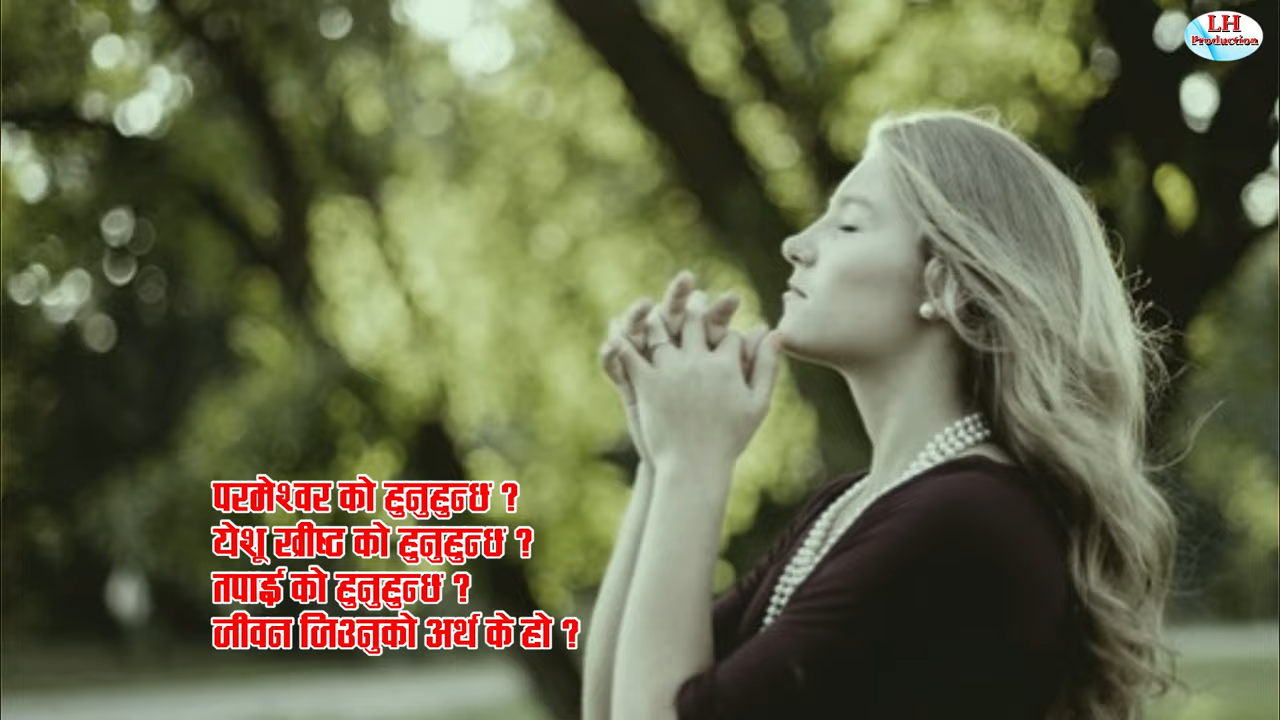 LH
Production
परमेश्वर को हुनुहुन्छ ?
येशू ख्रीष्ट को हुनुहुन्छ ?
तपाई को हुनुहुन्छ ?
जीवन जिउनुको अर्थ के हो ?